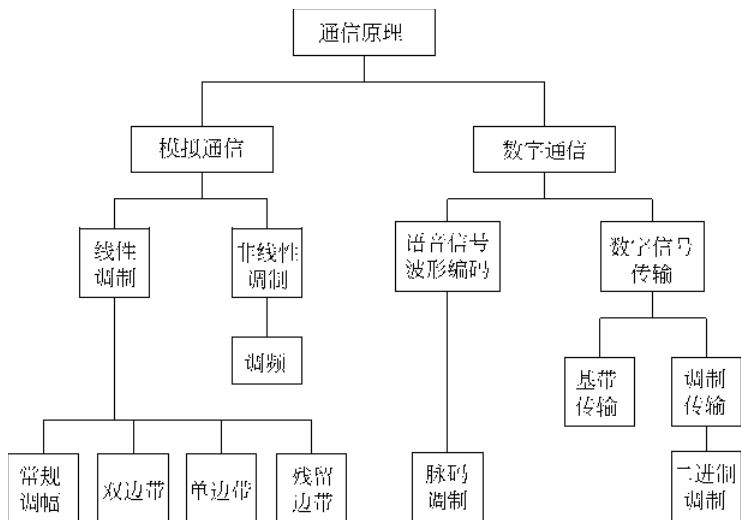 通信原理
模拟通信
数字通信
线性
调制
非线性
调制
语音信号
波形编码
数字信号
传输
调频
基带
传输
调制
传输
常规
调幅
双边带
单边带
残留
边带
脉码
调制
二进制
调制